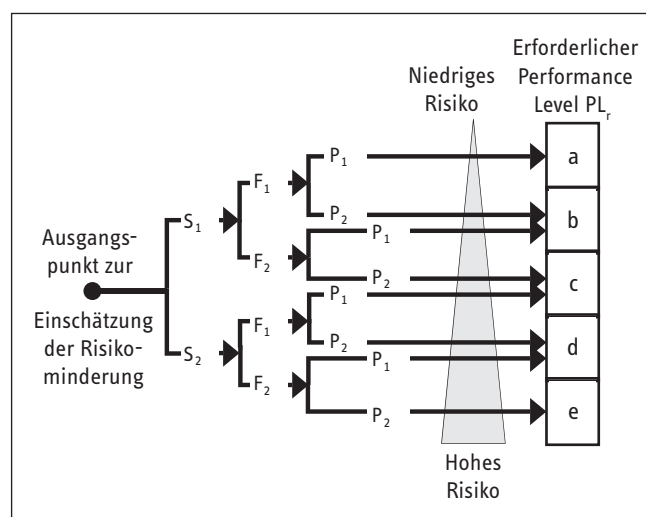 Erforderlicher
Performance
Level PLr
Niedriges
Risiko
P1
a
F1
P2
b
S1
P1
Ausgangs-
punkt zur
F2
P2
c
P1
Einschätzung
der Risiko-
minderung
F1
P2
d
S2
P1
F2
P2
e
Hohes
Risiko